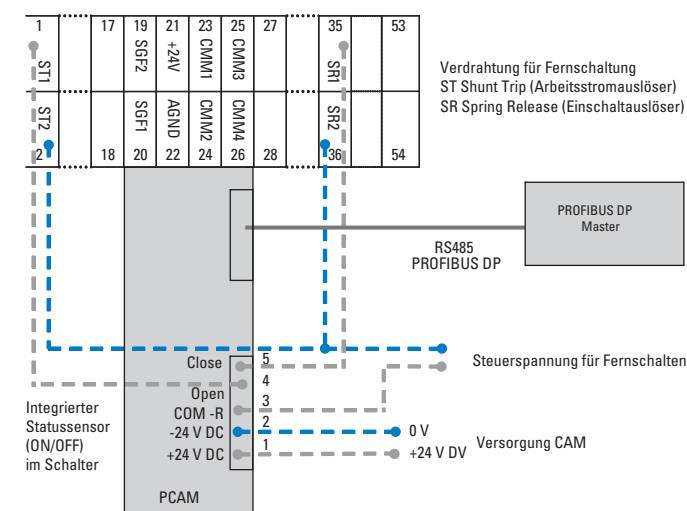 1 17 19 21 23 25 27 35 53
ST1 SGF2 +24V CMM1 CMM3 SR1
ST2 SGF1 AGND CMM2 CMM4 SR2
2 18 20 22 24 26 28 36 54
Verdrahtung für Fernschaltung
ST Shunt Trip (Arbeitsstromauslöser)
SR Spring Release (Einschaltauslöser)
PROFIBUS DP
Master
RS485
PROFIBUS DP
Close 5
4
Open
COM -R 3
-24 V DC 2
+24 V DC 1
Steuerspannung für Fernschalten
0 V
+24 V DV
Versorgung CAM
Integrierter
Statussensor
(ON/OFF)
im Schalter
PCAM